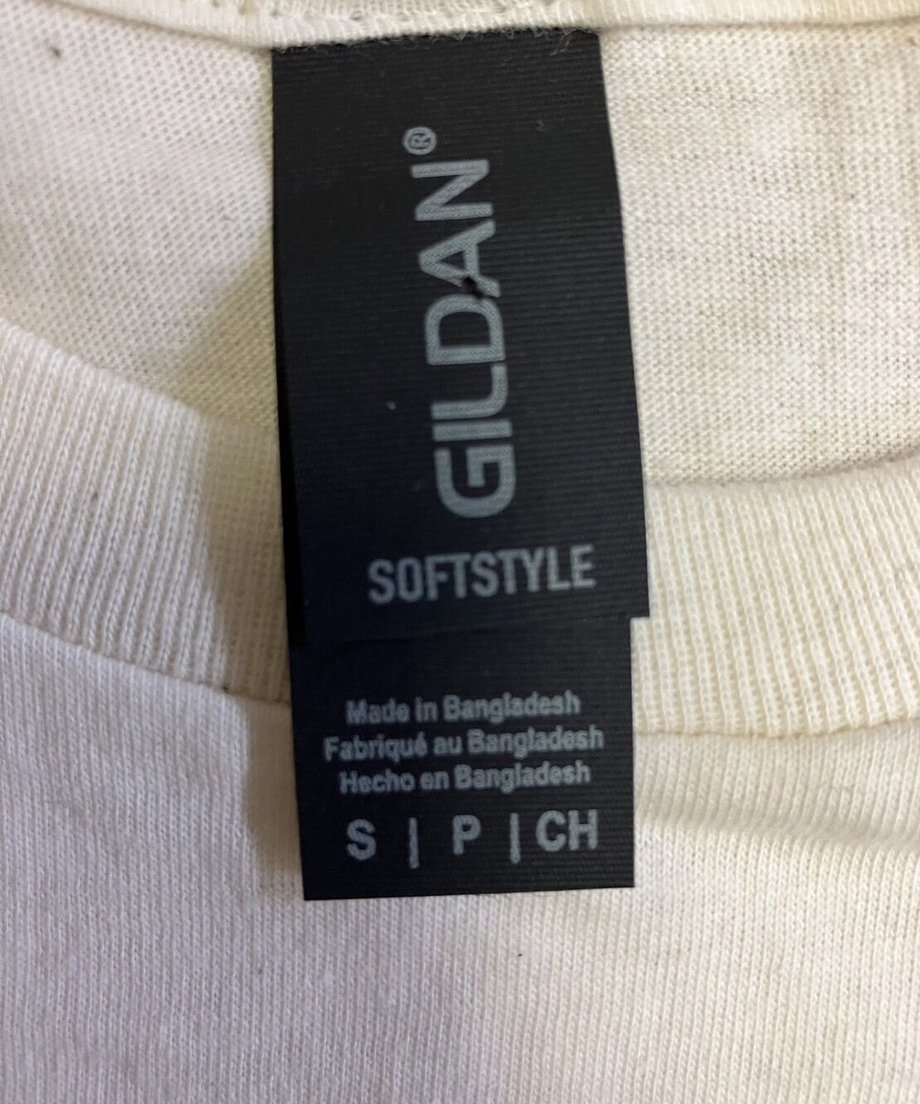 GILDAN®
SOFTSTYLE
Made in Bangladesh
Fabriqué au Bangladesh
Hecho en Bangladesh
S | P | CH